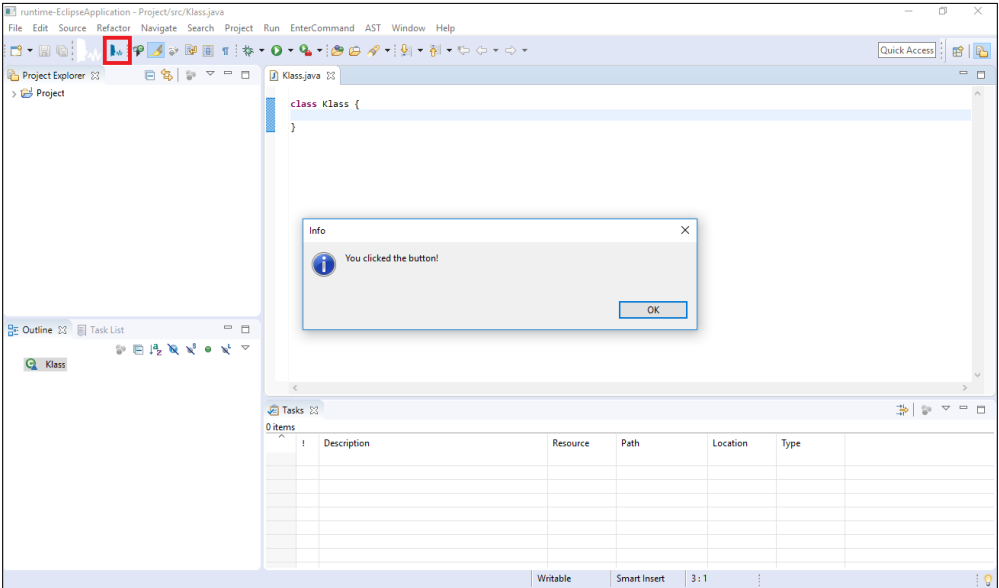 runtime-EclipseApplication - Project/src/Klass.java
File Edit Source Refactor Navigate Search Project Run EnterCommand AST Window Help
Quick Access
Project Explorer
Project
Klass.java
class Klass {
}
Info
You clicked the button!
OK
Outline Task List
Klass
Tasks
0 items
! Description Resource Path Location Type
Writable Smart Insert 3 : 1